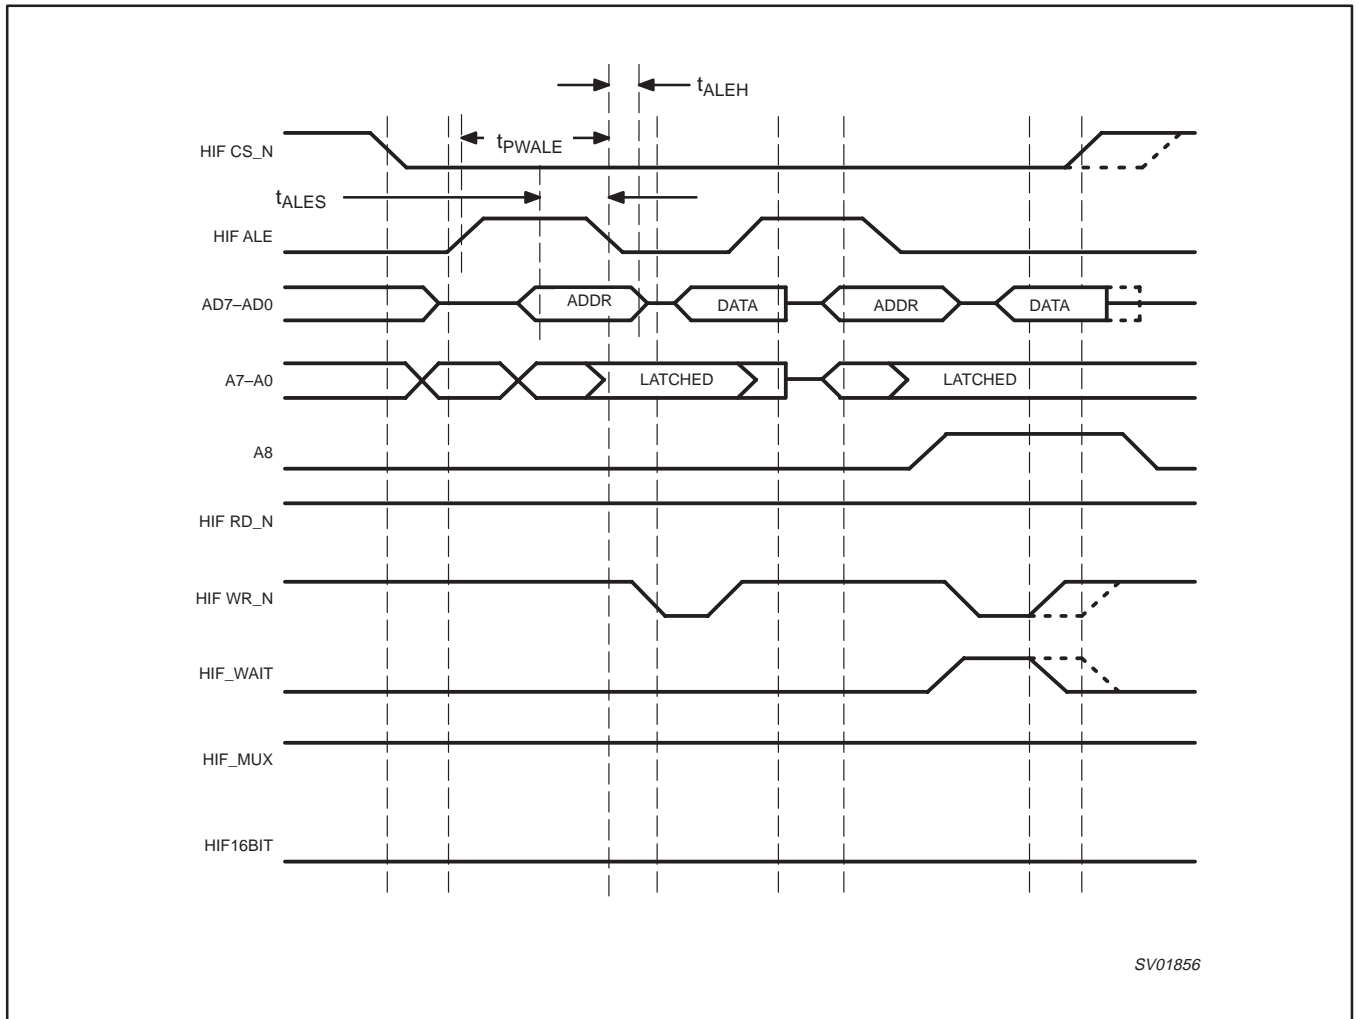 tALEH
HIF CS_N
tPWALE
tALES
HIF ALE
AD7–AD0
ADDR
DATA
ADDR
DATA
A7–A0
LATCHED
LATCHED
A8
HIF RD_N
HIF WR_N
HIF_WAIT
HIF_MUX
HIF16BIT
SV01856